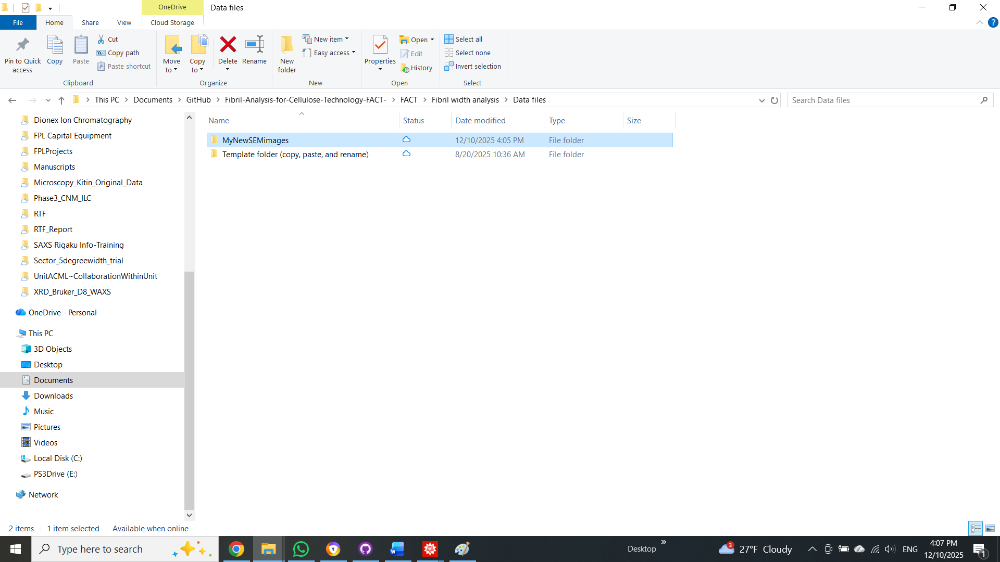 OneDrive
Data files
File
Home
Share
View
Cloud Storage
Pin to Quick access
Copy
Paste
Cut
Copy path
Paste shortcut
Clipboard
Move to
Copy to
Delete
Rename
Organize
New folder
New item
Easy access
New
Properties
Open
Edit
History
Open
Select all
Select none
Invert selection
Select
This PC > Documents > GitHub > Fibril-Analysis-for-Cellulose-Technology-FACT- > FACT > Fibril width analysis > Data files
Search Data files
Name Status Date modified Type Size
MyNewSEMimages 12/10/2025 4:05 PM File folder
Template folder (copy, paste, and rename) 8/20/2025 10:36 AM File folder
Dionex Ion Chromatography
FPL Capital Equipment
FPLProjects
Manuscripts
Microscopy_Kitin_Original_Data
Phase3_CNM_ILC
RTF
RTF_Report
SAXS Rigaku Info-Training
Sector_5degreewidth_trial
UnitACML~CollaborationWithinUnit
XRD_Bruker_D8_WAXS
OneDrive - Personal
This PC
3D Objects
Desktop
Documents
Downloads
Music
Pictures
Videos
Local Disk (C:)
PS3Drive (E:)
Network
2 items 1 item selected Available when online
Type here to search
W
Desktop
»
3
27°F Cloudy
ENG
4:07 PM
12/10/2025
1